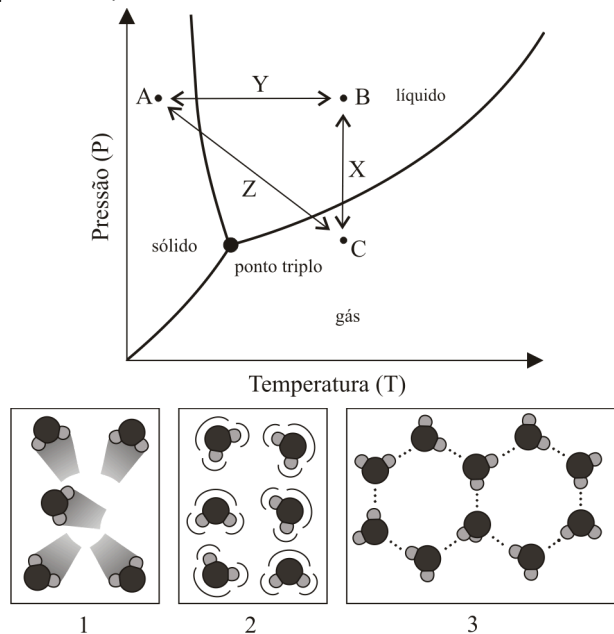 Pressão (P)
A
Y
B
líquido
X
Z
C
sólido
ponto triplo
gás
Temperatura (T)
1
2
3